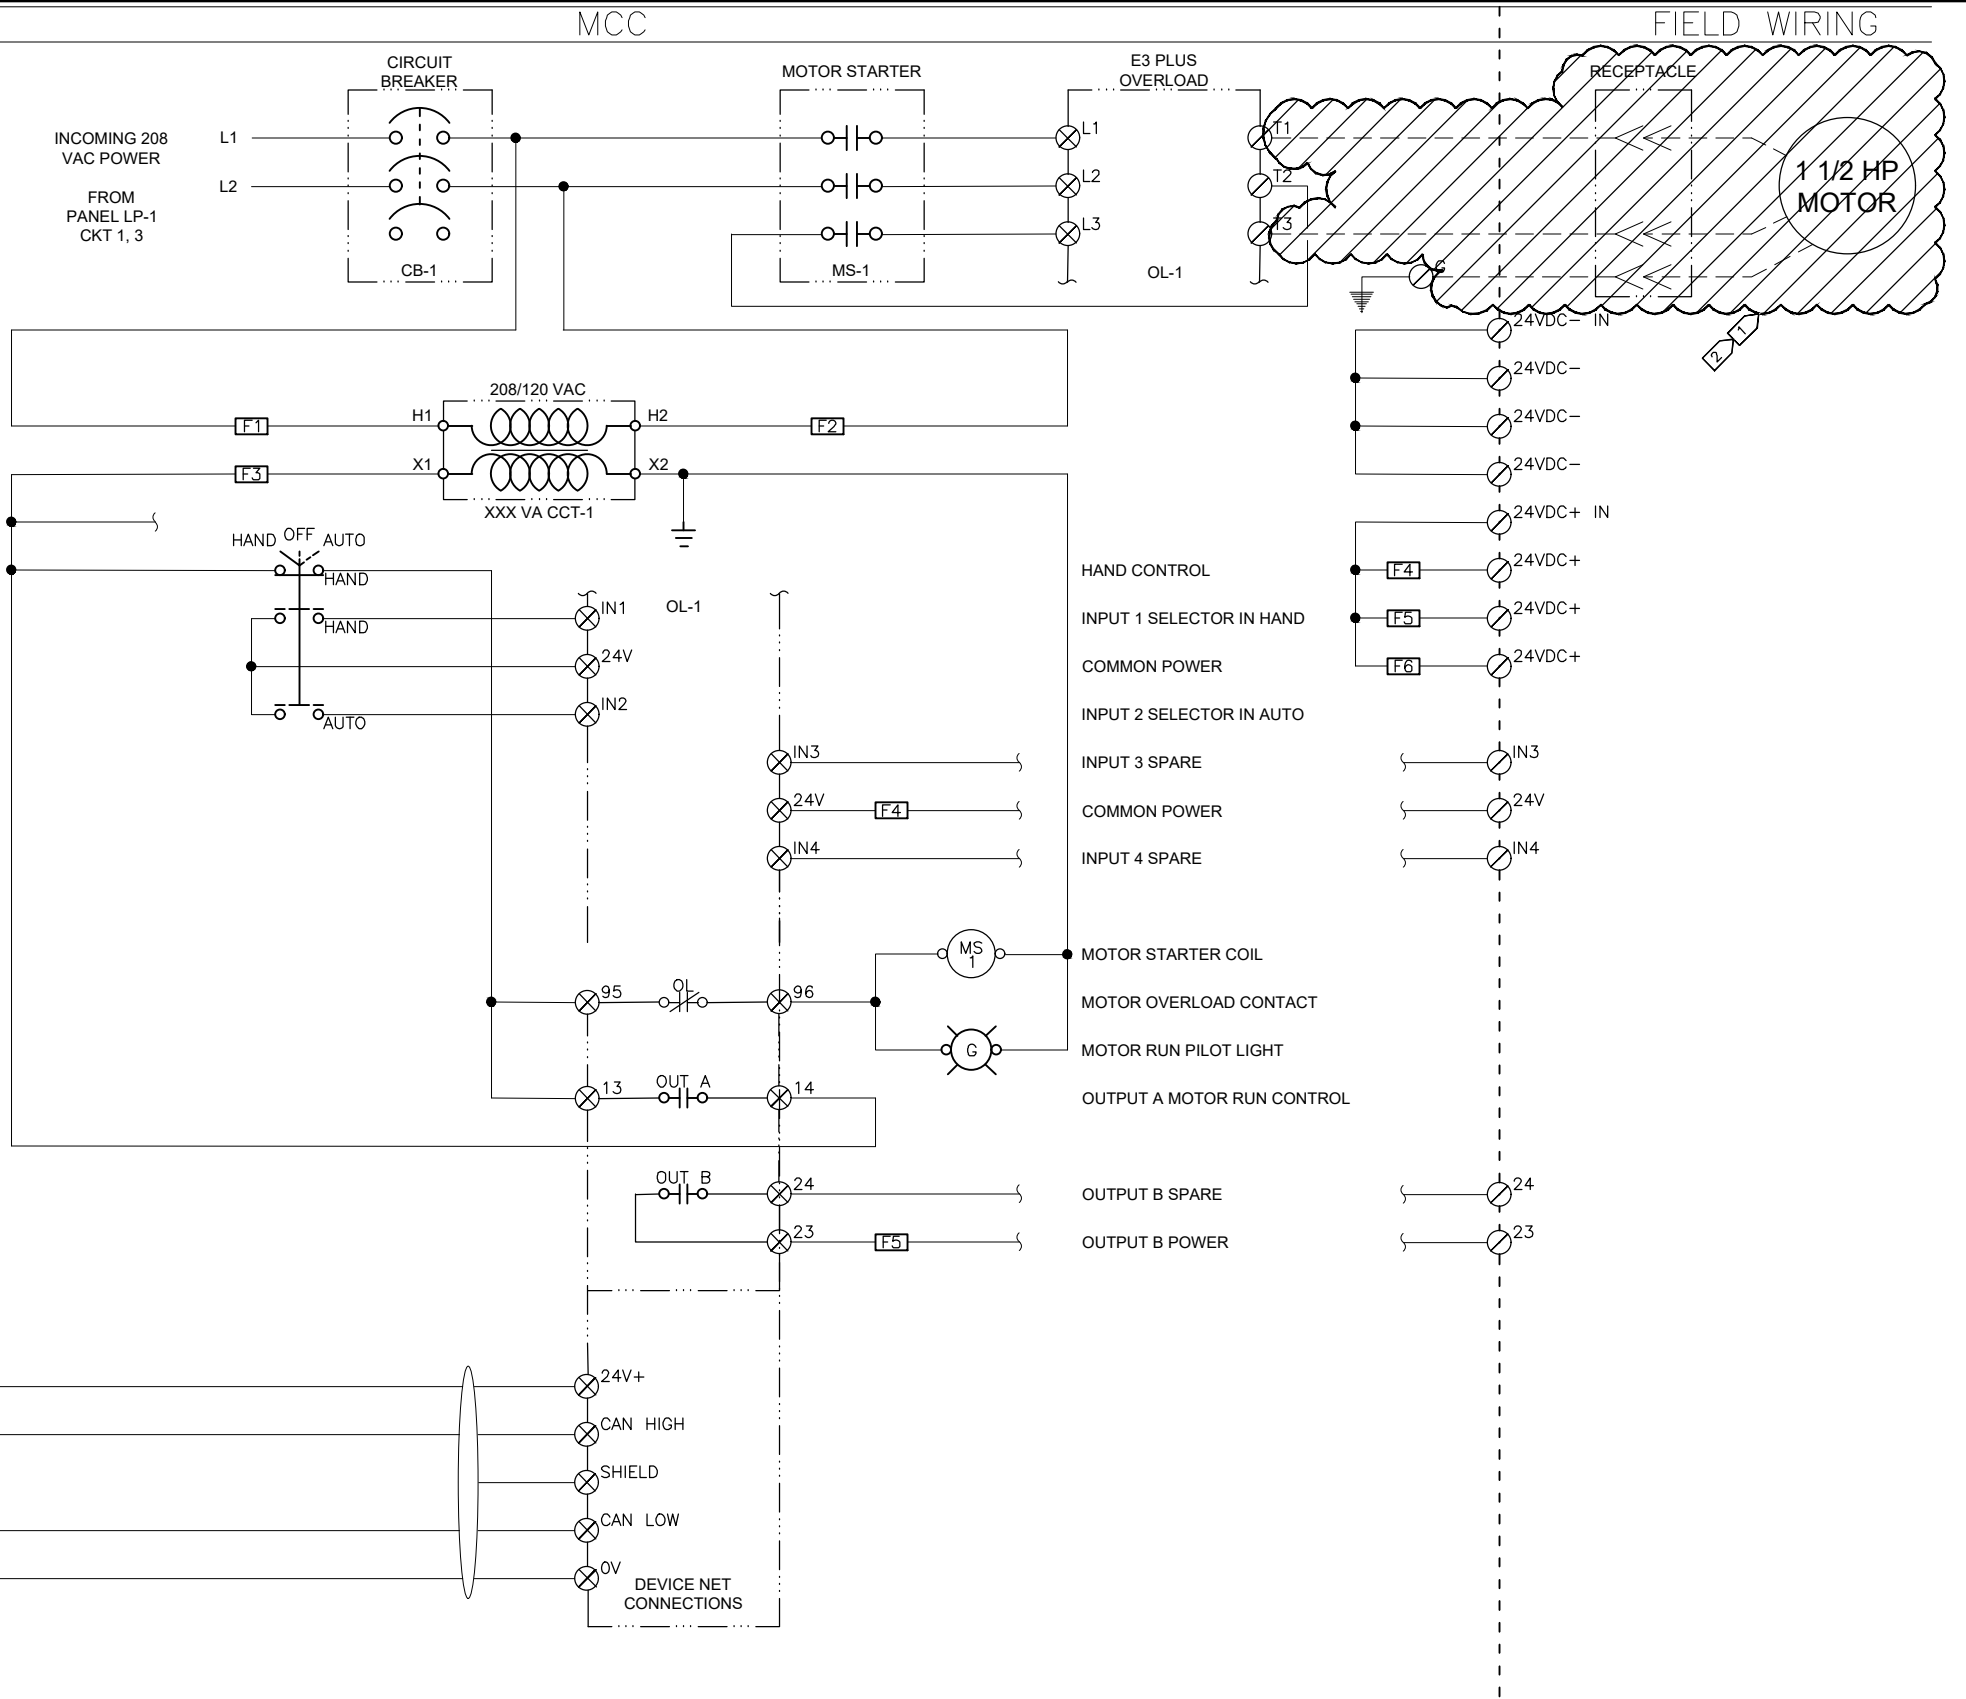 MCC
FIELD WIRING
CIRCUIT
BREAKER
MOTOR STARTER
E3 PLUS
OVERLOAD
RECEPTACLE
INCOMING 208
VAC POWER
FROM
PANEL LP-1
CKT 1, 3
L1
L2
CB-1
MS-1
L1
L2
L3
OL-1
T1
T2
T3
G
1 1/2 HP
MOTOR
1
2
208/120 VAC
F1
H1
H2
F2
F3
X1
X2
XXX VA CCT-1
24VDC- IN
24VDC-
24VDC-
24VDC-
24VDC+ IN
F4
24VDC+
F5
24VDC+
F6
24VDC+
HAND
OFF
AUTO
HAND
HAND
AUTO
IN1
OL-1
24V
IN2
HAND CONTROL
INPUT 1 SELECTOR IN HAND
COMMON POWER
INPUT 2 SELECTOR IN AUTO
IN3
INPUT 3 SPARE
IN3
24V
F4
COMMON POWER
24V
IN4
INPUT 4 SPARE
IN4
MS
1
MOTOR STARTER COIL
95
OL
96
MOTOR OVERLOAD CONTACT
G
MOTOR RUN PILOT LIGHT
13
OUT A
14
OUTPUT A MOTOR RUN CONTROL
OUT B
24
OUTPUT B SPARE
24
23
F5
OUTPUT B POWER
23
24V+
CAN HIGH
SHIELD
CAN LOW
0V
DEVICE NET
CONNECTIONS